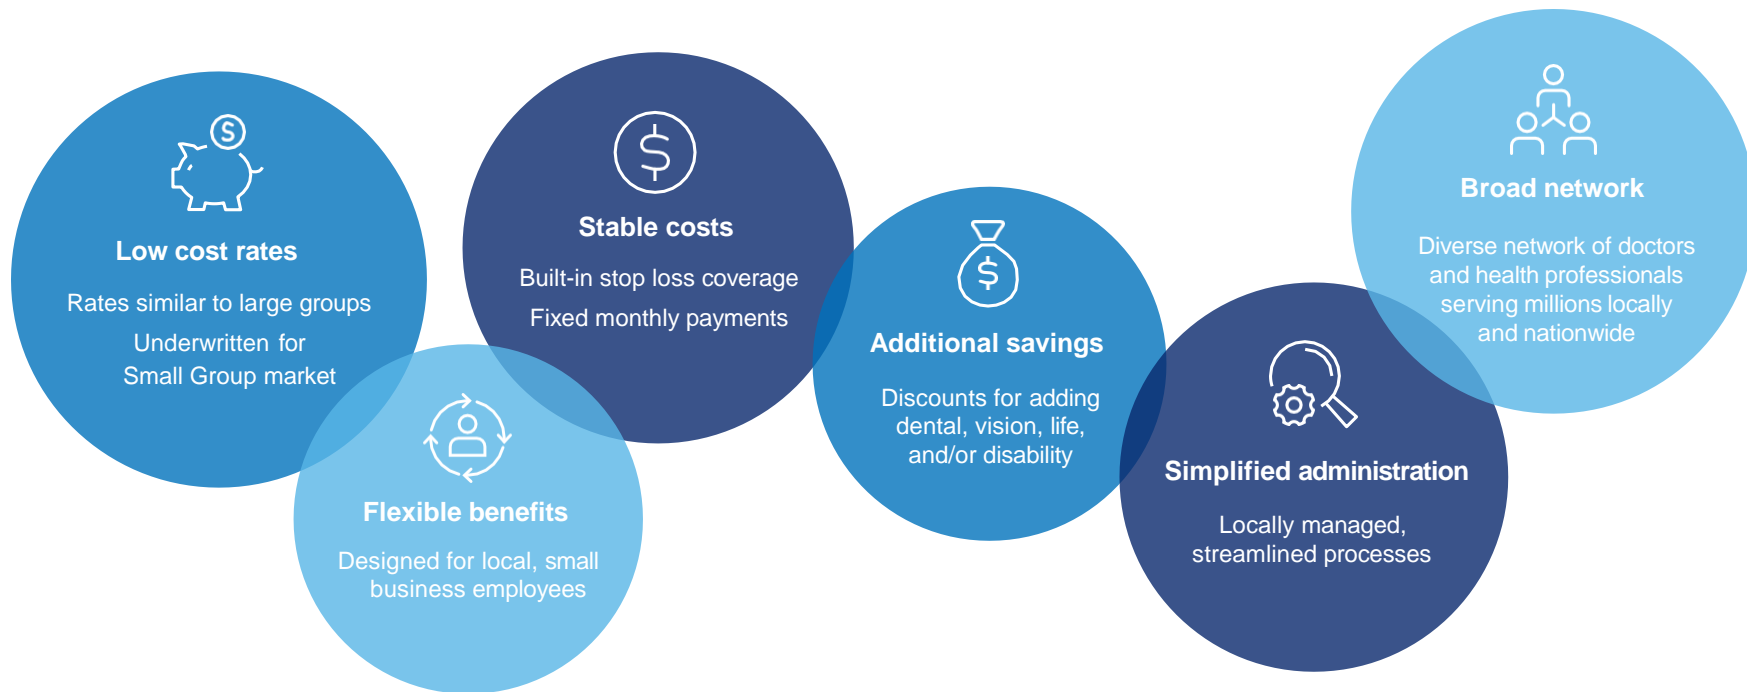 Low cost rates
Rates similar to large groups
Underwritten for
Small Group market
Flexible benefits
Designed for local, small
business employees
Stable costs
Built-in stop loss coverage
Fixed monthly payments
Additional savings
Discounts for adding
dental, vision, life,
and/or disability
Simplified administration
Locally managed,
streamlined processes
Broad network
Diverse network of doctors
and health professionals
serving millions locally
and nationwide